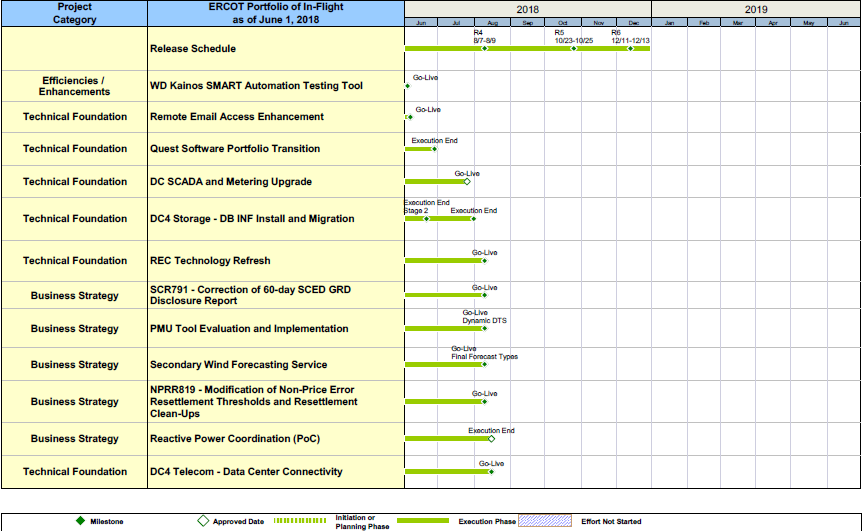 Project
Category
ERCOT Portfolio of In-Flight
as of June 1, 2018
2018
2019
Jun Jul Aug Sep Oct Nov Dec Jan Feb Mar Apr May Jun
Release Schedule
R4
8/7-8/9
R5
10/23-10/25
R6
12/11-12/13
Efficiencies /
Enhancements
WD Kainos SMART Automation Testing Tool
Go-Live
Technical Foundation
Remote Email Access Enhancement
Go-Live
Technical Foundation
Quest Software Portfolio Transition
Execution End
Technical Foundation
DC SCADA and Metering Upgrade
Go-Live
Technical Foundation
DC4 Storage - DB INF Install and Migration
Execution End
Stage 2
Execution End
Technical Foundation
REC Technology Refresh
Go-Live
Business Strategy
SCR791 - Correction of 60-day SCED GRD
Disclosure Report
Go-Live
Business Strategy
PMU Tool Evaluation and Implementation
Go-Live
Dynamic DTS
Business Strategy
Secondary Wind Forecasting Service
Go-Live
Final Forecast Types
Business Strategy
NPRR819 - Modification of Non-Price Error
Resettlement Thresholds and Resettlement
Clean-Ups
Go-Live
Business Strategy
Reactive Power Coordination (PoC)
Execution End
Technical Foundation
DC4 Telecom - Data Center Connectivity
Go-Live
Milestone
Approved Date
Initiation or
Planning Phase
Execution Phase
Effort Not Started